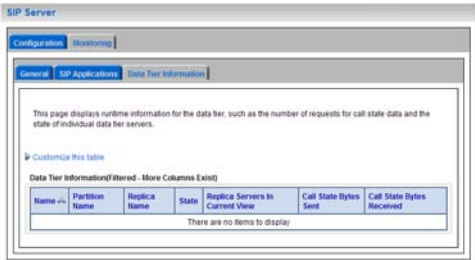 SIP Server
Configuration Monitoring
General SIP Applications Data Tier Information
This page displays runtime information for the data tier, such as the number of requests for call state data and the
state of individual data tier servers.
Customize this table
Data Tier Information(Filtered - More Columns Exist)
Name Partition Name Replica Name State Replica Servers In Current View Call State Bytes Sent Call State Bytes Received
There are no items to display